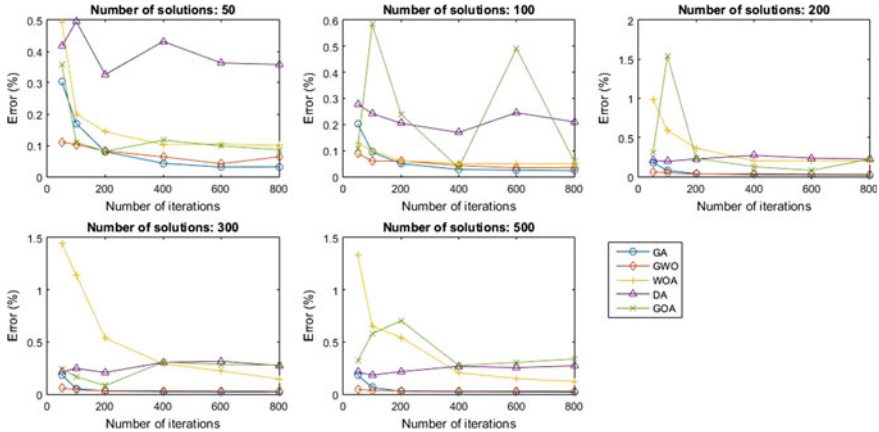 Number of solutions: 50
0.5
0.4
0.3
0.2
0.1
0
Error (%)
0 200 400 600 800
Number of iterations
Number of solutions: 100
0.6
0.5
0.4
0.3
0.2
0.1
0
Error (%)
0 200 400 600 800
Number of iterations
Number of solutions: 200
2
1.5
1
0.5
0
Error (%)
0 200 400 600 800
Number of iterations
Number of solutions: 300
1.5
1
0.5
0
Error (%)
0 200 400 600 800
Number of iterations
Number of solutions: 500
1.5
1
0.5
0
Error (%)
0 200 400 600 800
Number of iterations
GA
GWO
WOA
DA
GOA